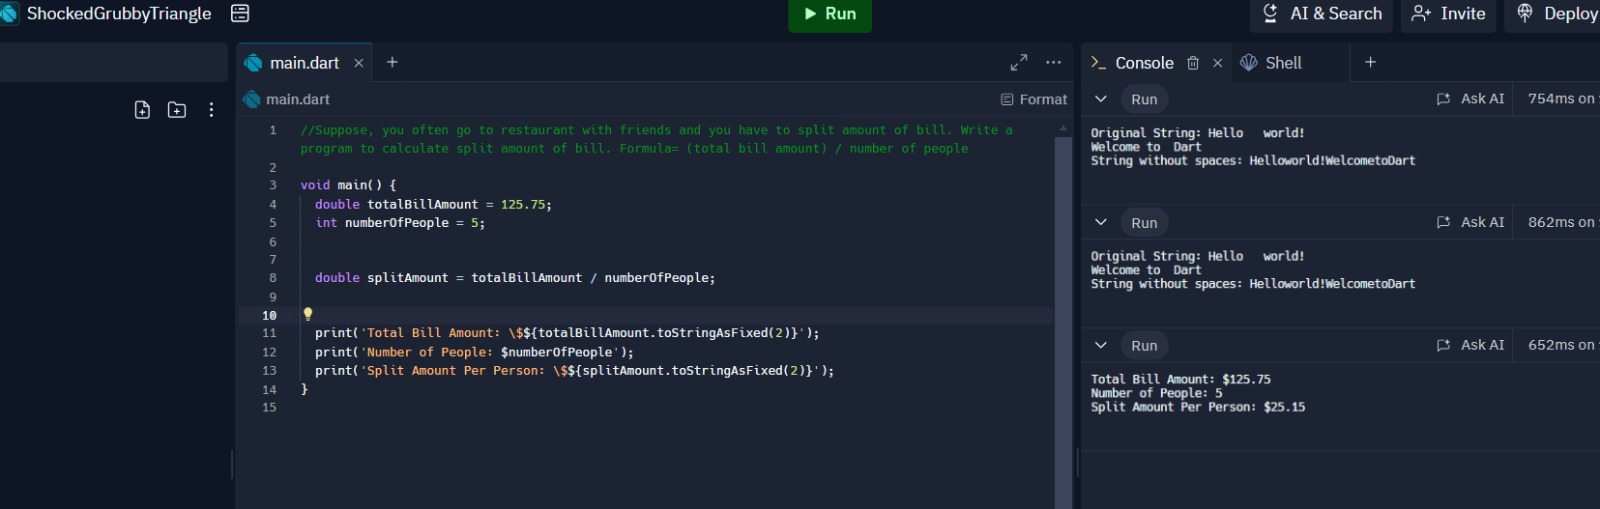 ShockedGrubbyTriangle
Run
AI & Search
Invite
Deploy
main.dart
main.dart
Format
1 //Suppose, you often go to restaurant with friends and you have to split amount of bill. Write a
program to calculate split amount of bill. Formula= (total bill amount) / number of people
2
3 void main() {
4 double totalBillAmount = 125.75;
5 int numberOfPeople = 5;
6
7
8 double splitAmount = totalBillAmount / numberOfPeople;
9
10
11 print('Total Bill Amount: \$${totalBillAmount.toStringAsFixed(2)}');
12 print('Number of People: $numberOfPeople');
13 print('Split Amount Per Person: \$${splitAmount.toStringAsFixed(2)}');
14 }
15
Console
Shell
Run Ask AI 754ms on
Original String: Hello   world!
Welcome to  Dart
String without spaces: Helloworld!WelcometoDart
Run Ask AI 862ms on
Original String: Hello   world!
Welcome to  Dart
String without spaces: Helloworld!WelcometoDart
Run Ask AI 652ms on
Total Bill Amount: $125.75
Number of People: 5
Split Amount Per Person: $25.15